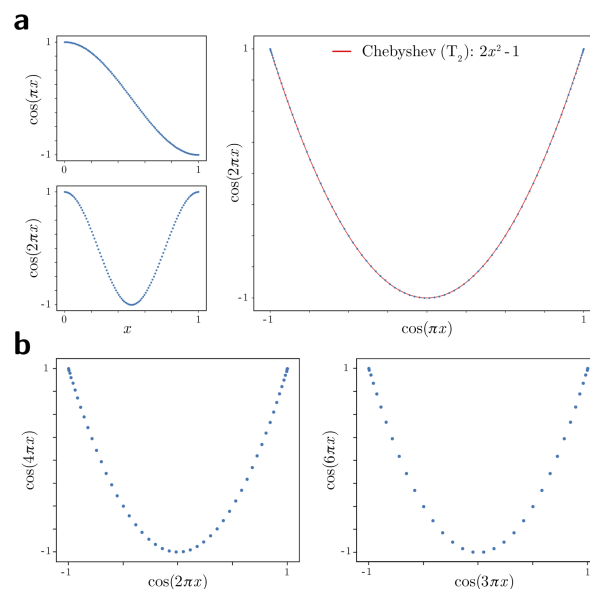 a
1
cos(πx)
-1
0
1
1
cos(2πx)
-1
0
1
x
1
Chebyshev (T₂): 2x² - 1
cos(2πx)
-1
-1
1
cos(πx)
b
1
cos(4πx)
-1
-1
1
cos(2πx)
1
cos(6πx)
-1
-1
1
cos(3πx)